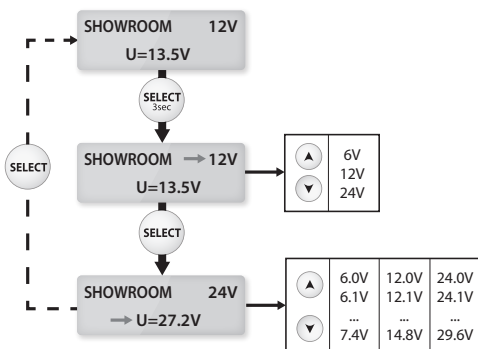 SHOWROOM 12V
U=13.5V
SELECT
3sec
SHOWROOM → 12V
U=13.5V
6V
12V
24V
SELECT
SELECT
SHOWROOM 24V
→ U=27.2V
6.0V 12.0V 24.0V
6.1V 12.1V 24.1V
... ... ...
7.4V 14.8V 29.6V